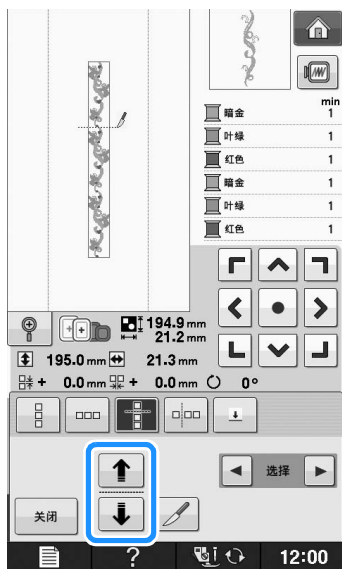 min
暗金 1
叶绿 1
红色 1
暗金 1
叶绿 1
红色 1
194.9 mm
21.2 mm
195.0 mm 21.3 mm
+ 0.0 mm + 0.0 mm 0°
选择
关闭
? 12:00